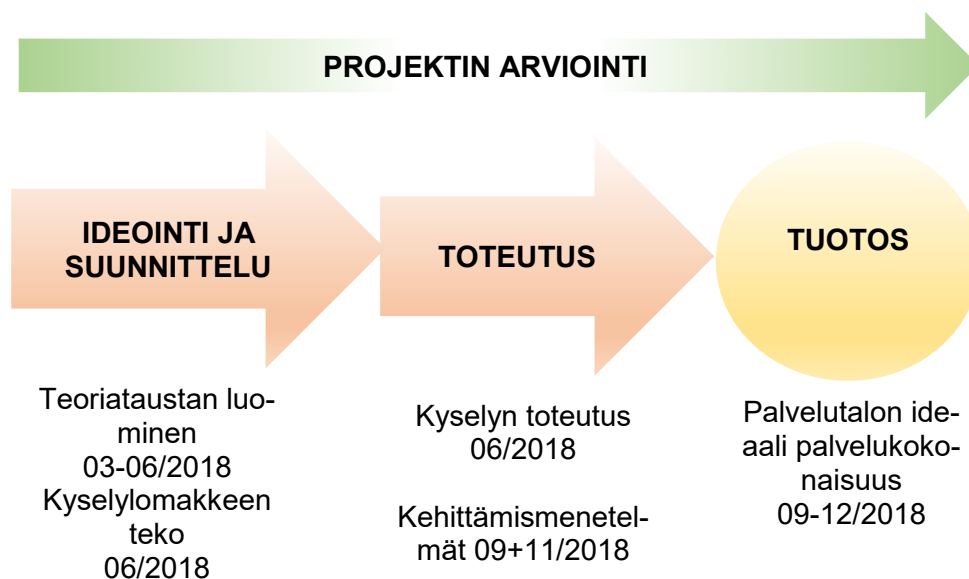 PROJEKTIN ARVIOINTI
IDEOINTI JA
SUUNNITTELU
TOTEUTUS
TUOTOS
Teoriataustan luo-
minen
03-06/2018
Kyselylomakkeen
teko
06/2018
Kyselyn toteutus
06/2018
Kehittämismenetel-
mät 09+11/2018
Palvelutalon ide-
aali palvelukoko-
naisuus
09-12/2018